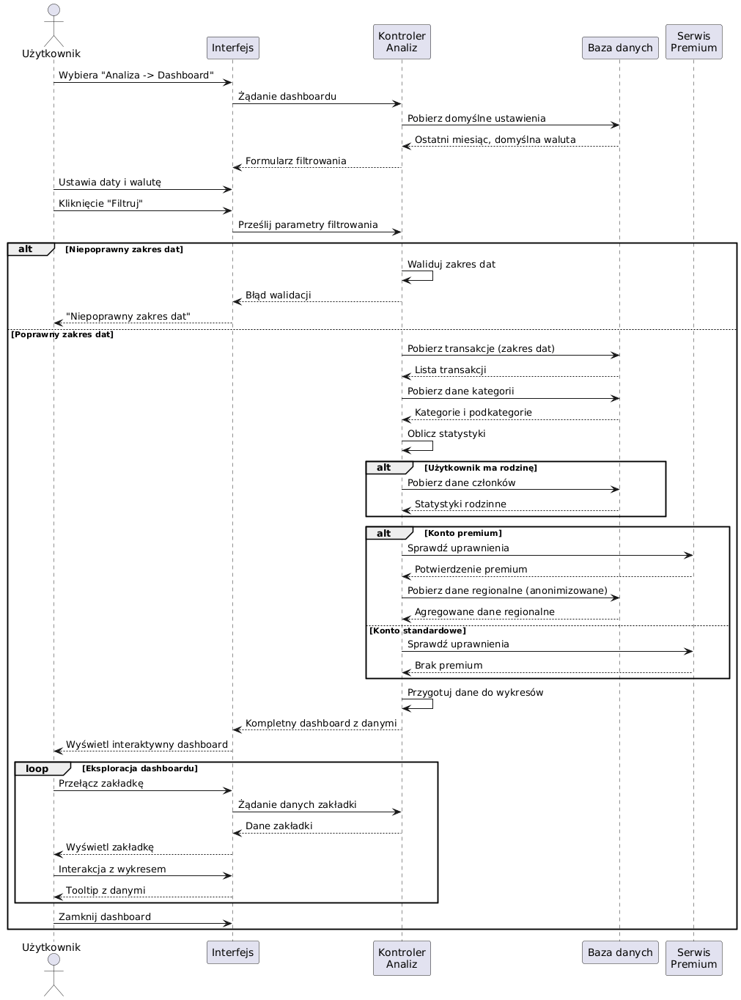 Użytkownik
Interfejs
Kontroler
Analiz
Baza danych
Serwis
Premium
Wybiera "Analiza -> Dashboard"
Żądanie dashboardu
Pobierz domyślne ustawienia
Ostatni miesiąc, domyślna waluta
Formularz filtrowania
Ustawia daty i walutę
Kliknięcie "Filtruj"
Prześlij parametry filtrowania
alt [Niepoprawny zakres dat]
Waliduj zakres dat
Błąd walidacji
"Niepoprawny zakres dat"
[Poprawny zakres dat]
Pobierz transakcje (zakres dat)
Lista transakcji
Pobierz dane kategorii
Kategorie i podkategorie
Oblicz statystyki
alt [Użytkownik ma rodzinę]
Pobierz dane członków
Statystyki rodzinne
alt [Konto premium]
Sprawdź uprawnienia
Potwierdzenie premium
Pobierz dane regionalne (anonimizowane)
Agregowane dane regionalne
[Konto standardowe]
Sprawdź uprawnienia
Brak premium
Przygotuj dane do wykresów
Kompletny dashboard z danymi
Wyświetl interaktywny dashboard
loop [Eksploracja dashboardu]
Przełącz zakładkę
Żądanie danych zakładki
Dane zakładki
Wyświetl zakładkę
Interakcja z wykresem
Tooltip z danymi
Zamknij dashboard
Użytkownik
Interfejs
Kontroler
Analiz
Baza danych
Serwis
Premium